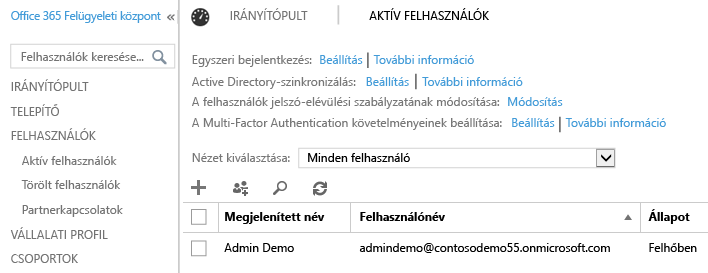 Office 365 Felügyeleti központ «
Felhasználók keresése...
IRÁNYÍTÓPULT
TELEPÍTŐ
FELHASZNÁLÓK
Aktív felhasználók
Törölt felhasználók
Partnerkapcsolatok
VÁLLALATI PROFIL
CSOPORTOK
IRÁNYÍTÓPULT | AKTÍV FELHASZNÁLÓK
Egyszeri bejelentkezés: Beállítás | További információ
Active Directory-szinkronizálás: Beállítás | További információ
A felhasználók jelszó-elévülési szabályzatának módosítása: Módosítás
A Multi-Factor Authentication követelményeinek beállítása: Beállítás | További információ
Nézet kiválasztása: Minden felhasználó
Megjelenített név Felhasználónév Állapot
Admin Demo admindemo@contosodemo55.onmicrosoft.com Felhőben